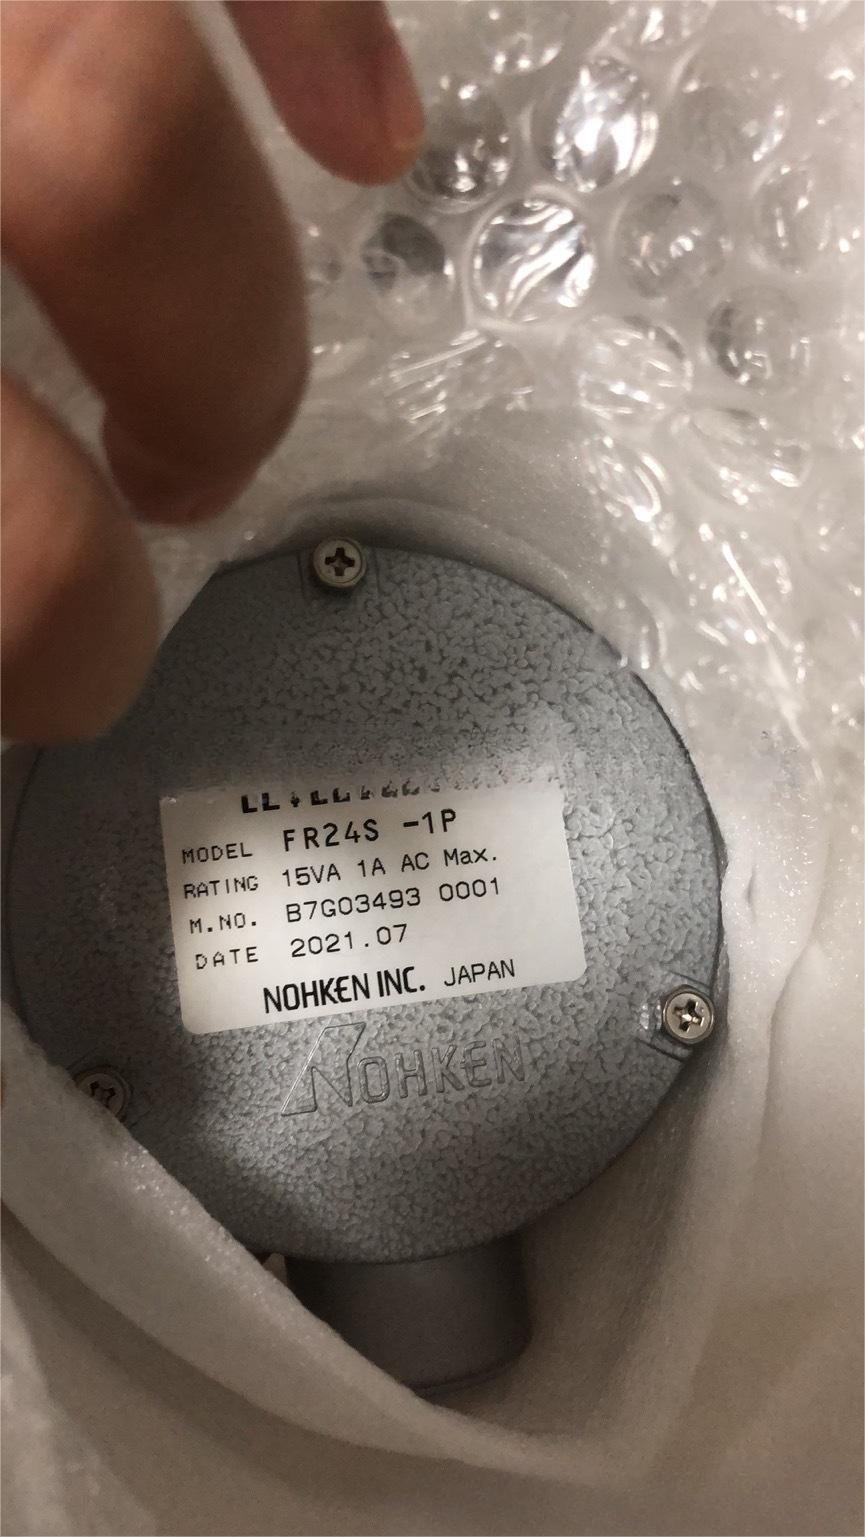 MODEL FR24S -1P
RATING 15VA 1A AC Max.
M.NO. B7G03493 0001
DATE 2021.07
NOHKEN INC. JAPAN
NOHKEN